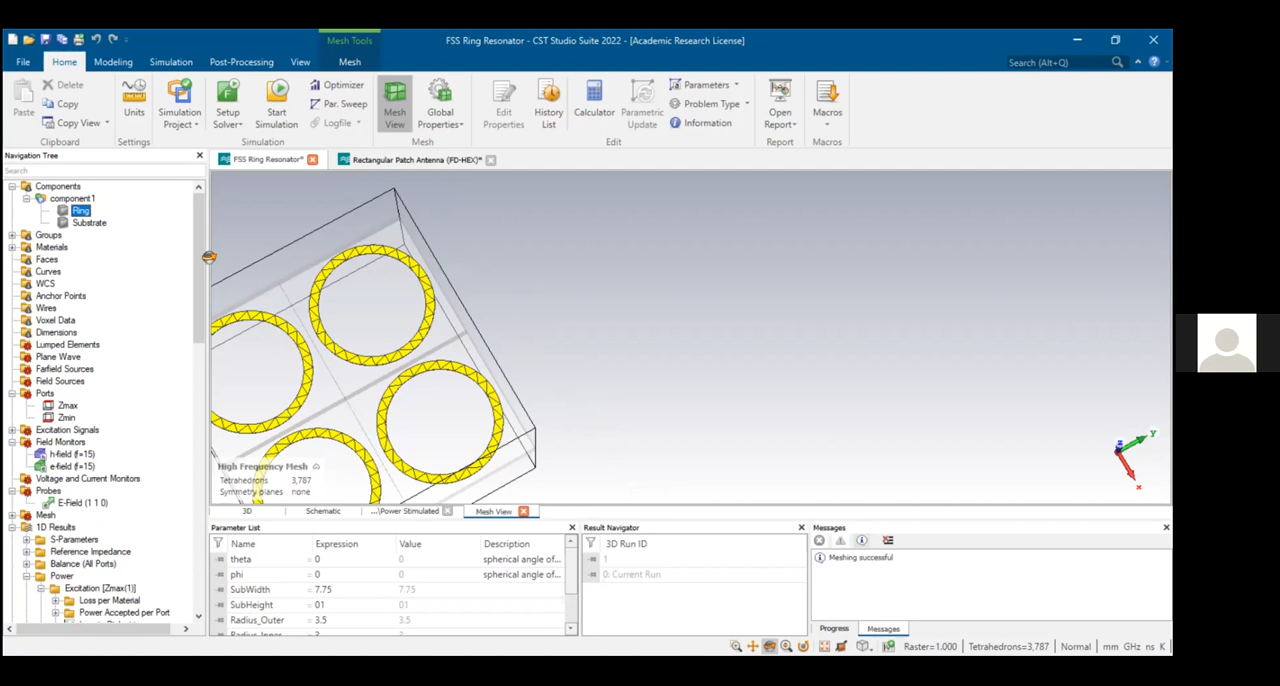 Mesh Tools
FSS Ring Resonator - CST Studio Suite 2022 - [Academic Research License]
File Home Modeling Simulation Post-Processing View Mesh
Search (Alt+Q)
Paste
Delete
Copy
Copy View
Clipboard
Units
Settings
Simulation Project
Setup Solver
Start Simulation
Optimizer
Par. Sweep
Logfile
Simulation
Mesh View
Global Properties
Mesh
Edit Properties
History List
Calculator
Parametric Update
Parameters
Problem Type
Information
Edit
Open Report
Report
Macros
Macros
Navigation Tree
Search
Components
component1
Ring
Substrate
Groups
Materials
Faces
Curves
WCS
Anchor Points
Wires
Voxel Data
Dimensions
Lumped Elements
Plane Wave
Farfield Sources
Field Sources
Ports
Zmax
Zmin
Excitation Signals
Field Monitors
h-field (f=15)
e-field (f=15)
Voltage and Current Monitors
Probes
E-Field (1 1 0)
Mesh
1D Results
S-Parameters
Reference Impedance
Balance (All Ports)
Power
Excitation [Zmax(1)]
Loss per Material
Power Accepted per Port
FSS Ring Resonator*
Rectangular Patch Antenna (FD-HEX)*
High Frequency Mesh
Tetrahedrons 3,787
Symmetry planes none
y
x
3D Schematic ...\Power Stimulated Mesh View
Parameter List
Name Expression Value Description
theta = 0 0 spherical angle of...
phi = 0 0 spherical angle of...
SubWidth = 7.75 7.75
SubHeight = 01 01
Radius_Outer = 3.5 3.5
Radius_Inner = 3
Result Navigator
3D Run ID
1
0: Current Run
Messages
Meshing successful
Progress Messages
Raster=1.000 Tetrahedrons=3,787 Normal mm GHz ns K